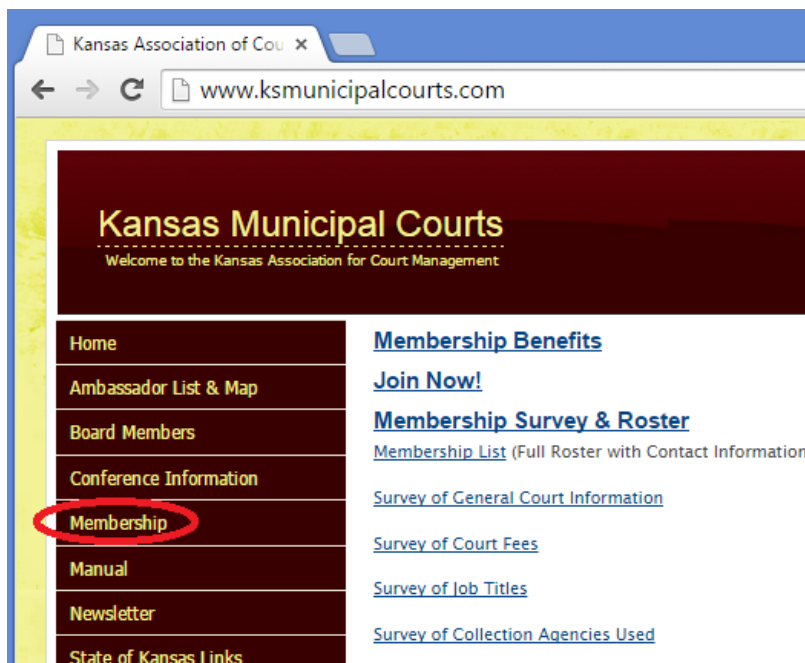 Kansas Association of Cou
www.ksmunicipalcourts.com
Kansas Municipal Courts
Welcome to the Kansas Association for Court Management
Home
Ambassador List & Map
Board Members
Conference Information
Membership
Manual
Newsletter
State of Kansas Links
Membership Benefits
Join Now!
Membership Survey & Roster
Membership List (Full Roster with Contact Information
Survey of General Court Information
Survey of Court Fees
Survey of Job Titles
Survey of Collection Agencies Used